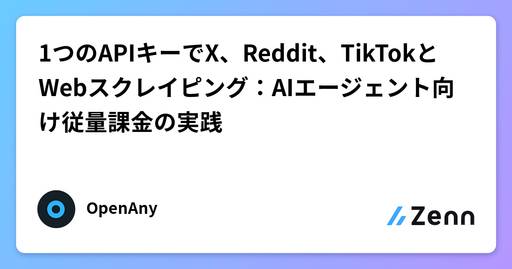 1つのAPIキーでX、Reddit、TikTokと
Webスクレイピング：AIエージェント向
け従量課金の実践
OpenAny
Zenn